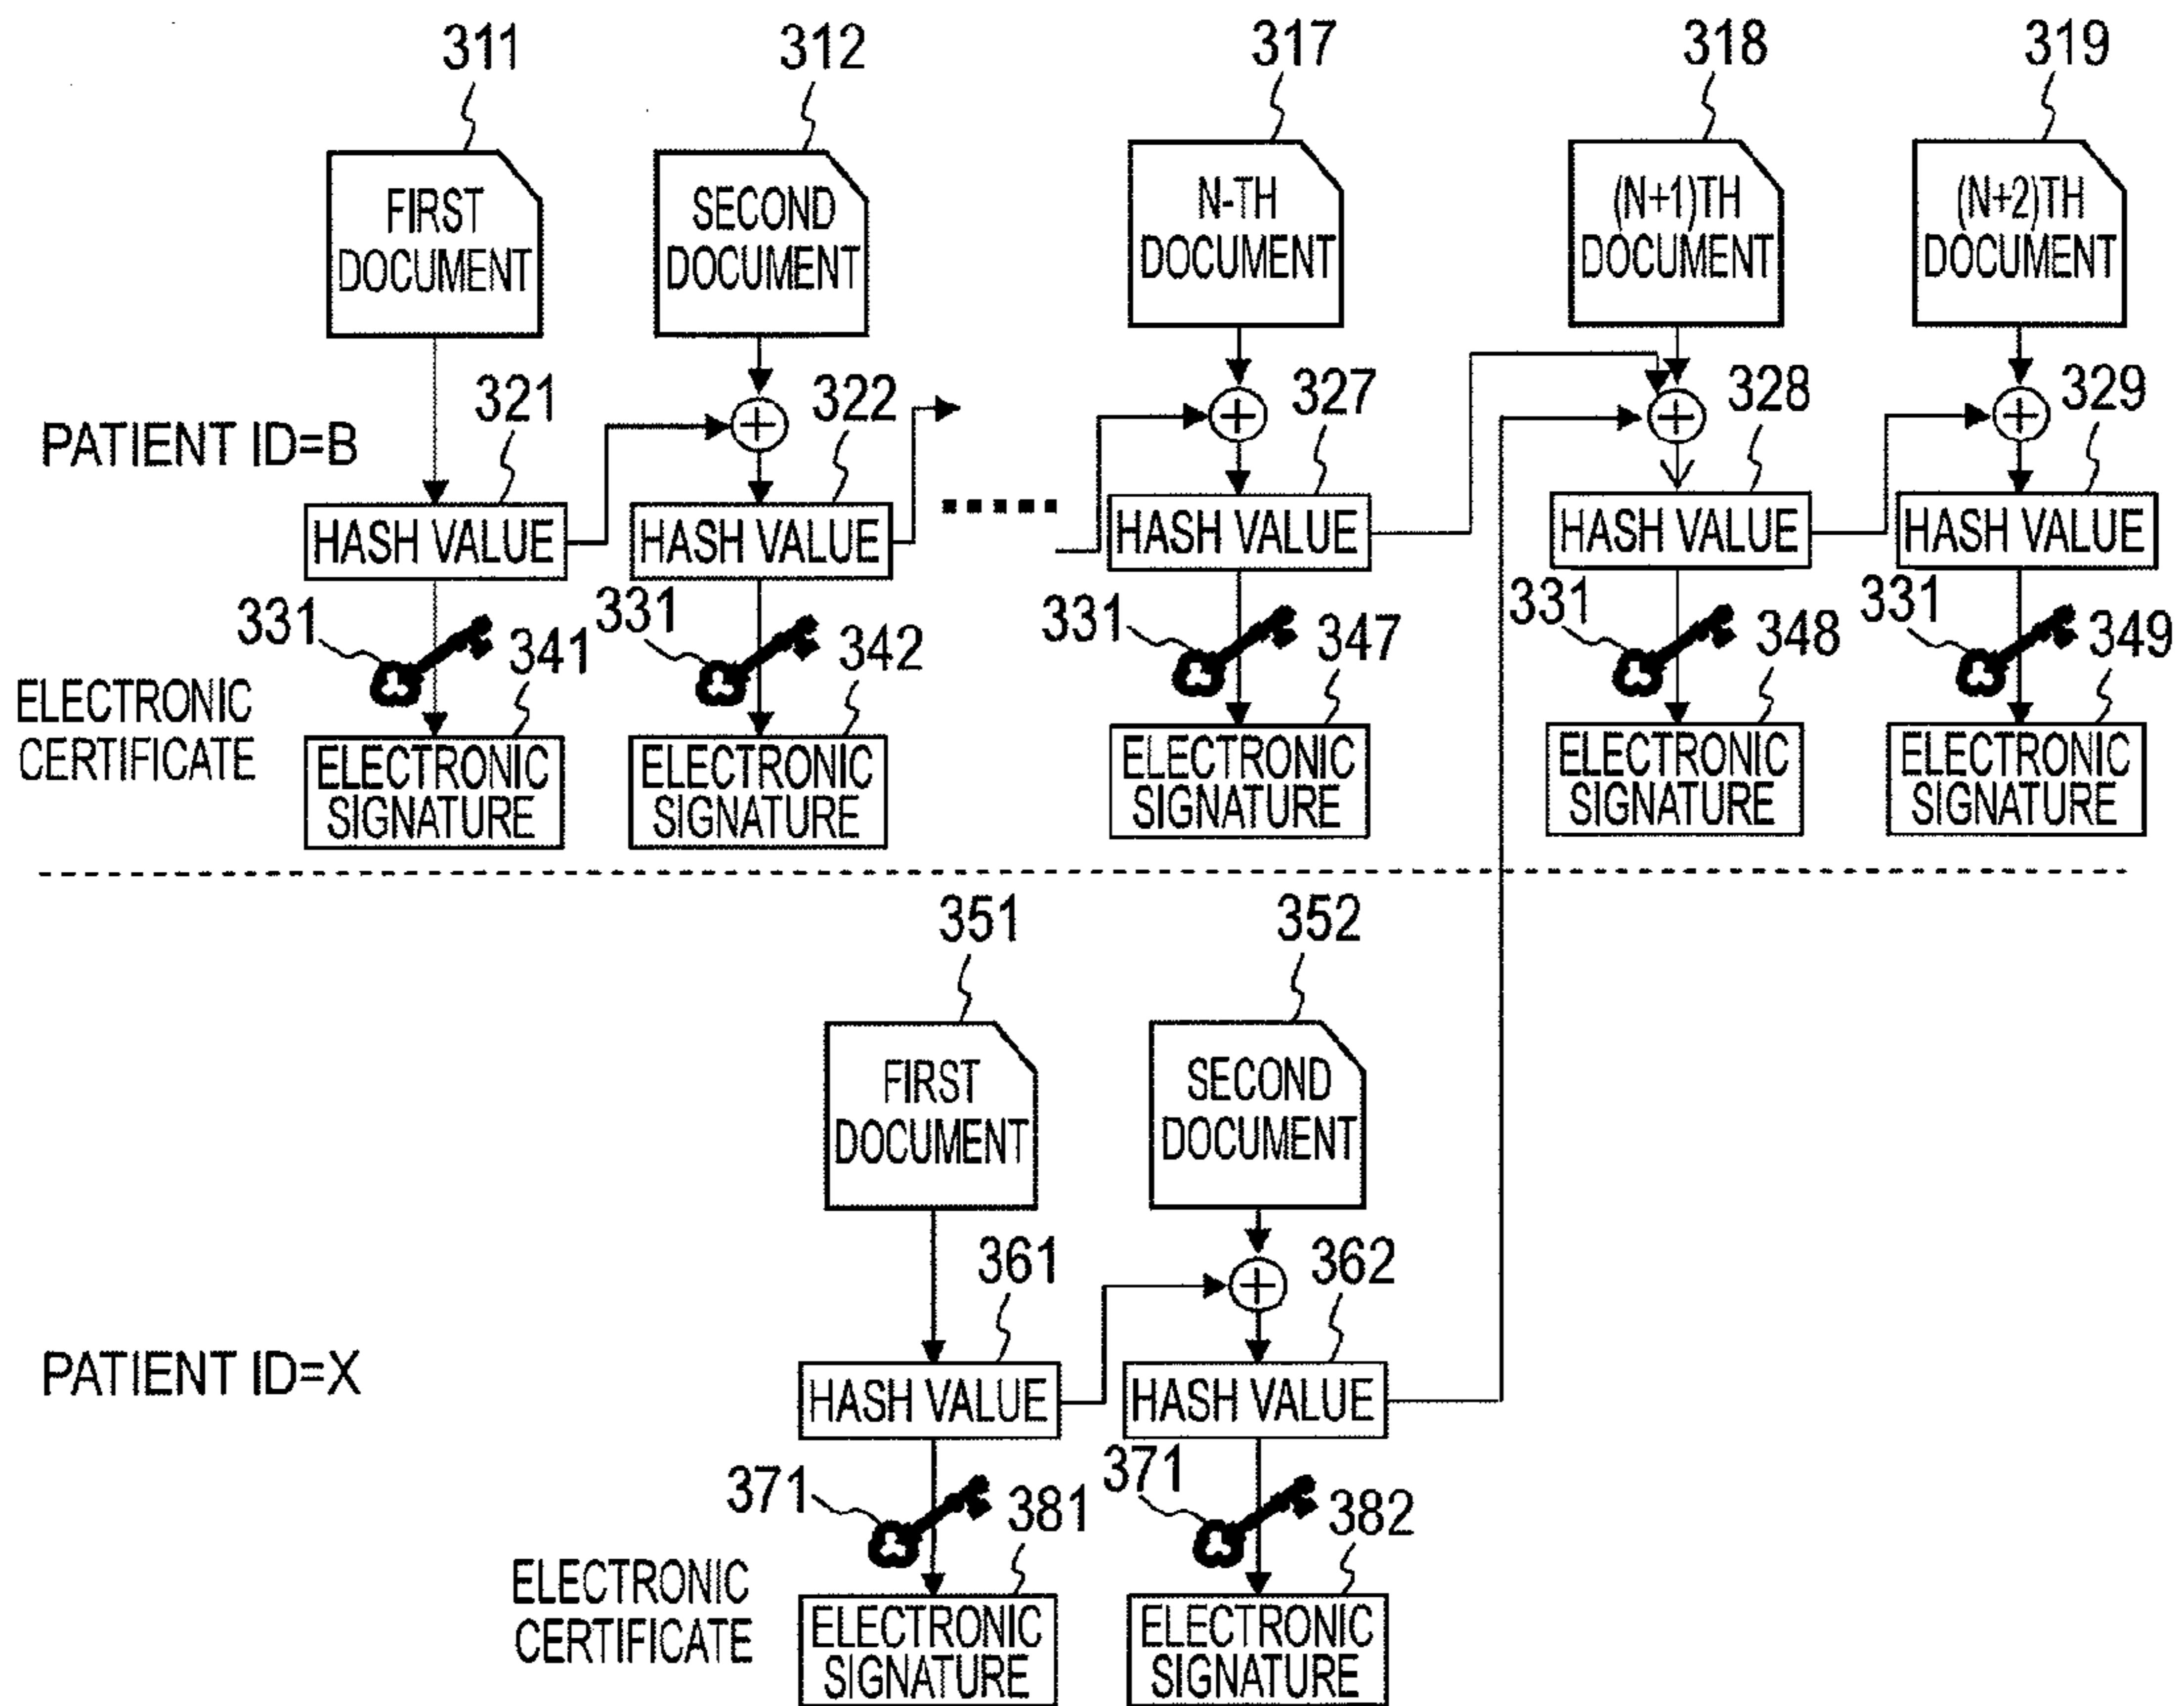 311
312
317
318
319
FIRST
DOCUMENT
SECOND
DOCUMENT
N-TH
DOCUMENT
(N+1)TH
DOCUMENT
(N+2)TH
DOCUMENT
PATIENT ID=B
321
322
327
328
329
HASH VALUE
HASH VALUE
HASH VALUE
HASH VALUE
HASH VALUE
331
331
331
331
331
341
342
347
348
349
ELECTRONIC
CERTIFICATE
ELECTRONIC
SIGNATURE
ELECTRONIC
SIGNATURE
ELECTRONIC
SIGNATURE
ELECTRONIC
SIGNATURE
ELECTRONIC
SIGNATURE
351
352
FIRST
DOCUMENT
SECOND
DOCUMENT
361
362
PATIENT ID=X
HASH VALUE
HASH VALUE
371
371
381
382
ELECTRONIC
CERTIFICATE
ELECTRONIC
SIGNATURE
ELECTRONIC
SIGNATURE